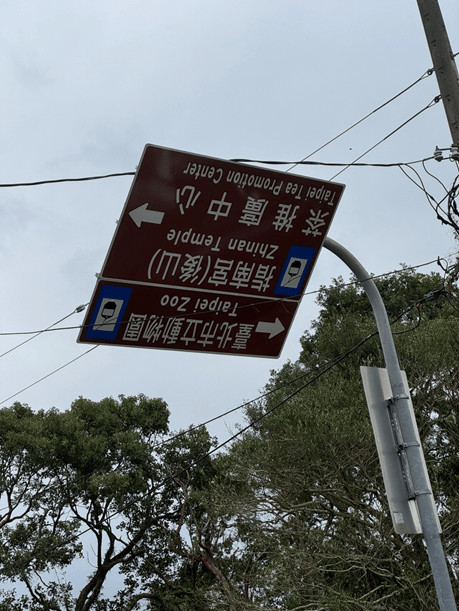 臺北市立動物園
Taipei Zoo
指南宮(後山)
Zhinan Temple
茶推廣中心
Taipei Tea Promotion Center